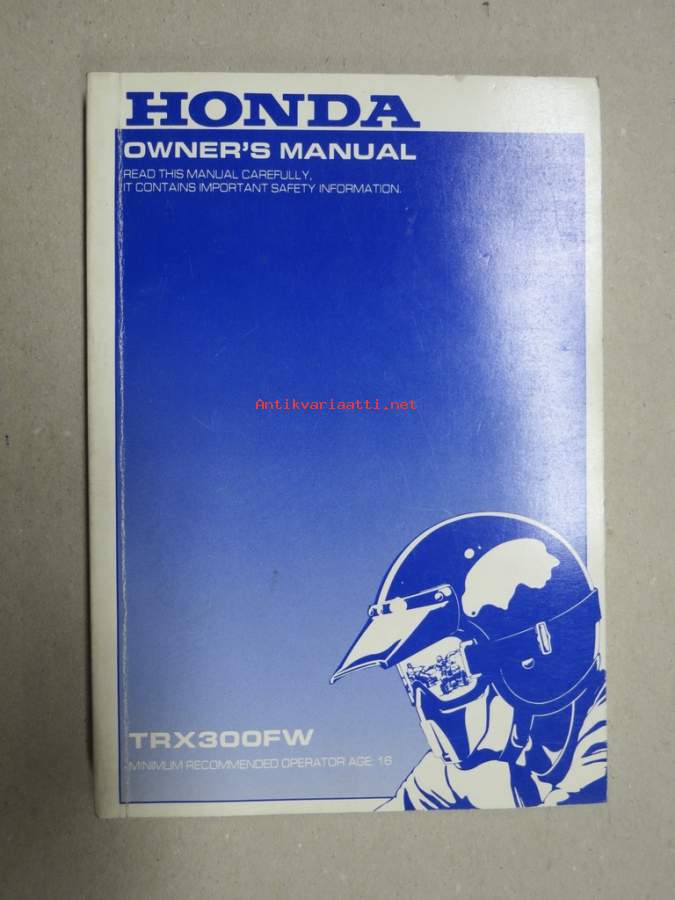 HONDA
OWNER'S MANUAL
READ THIS MANUAL CAREFULLY,
IT CONTAINS IMPORTANT SAFETY INFORMATION.
Antikvariaatti.net
TRX300FW
MINIMUM RECOMMENDED OPERATOR AGE: 16